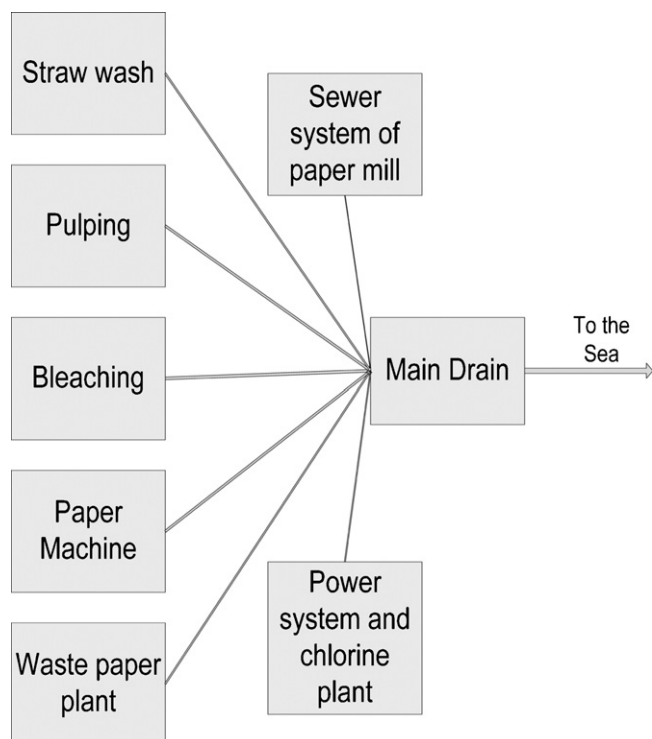 Straw wash
Pulping
Bleaching
Paper
Machine
Waste paper
plant
Sewer
system of
paper mill
Power
system and
chlorine
plant
Main Drain
To the
Sea